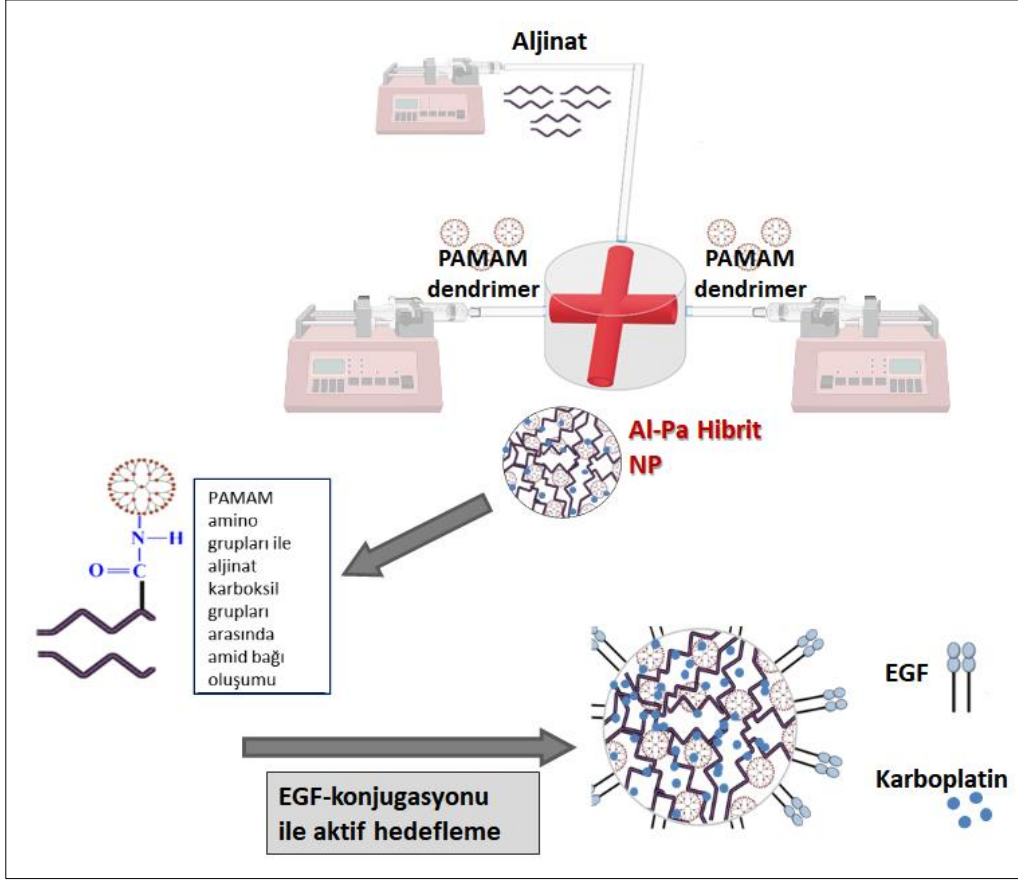 Aljinat
PAMAM
dendrimer
PAMAM
dendrimer
Al-Pa Hibrit
NP
N—H
O=C
PAMAM
amino
grupları ile
aljinat
karboksil
grupları
arasında
amid bağı
oluşumu
EGF
Karboplatin
EGF-konjugasyonu
ile aktif hedefleme